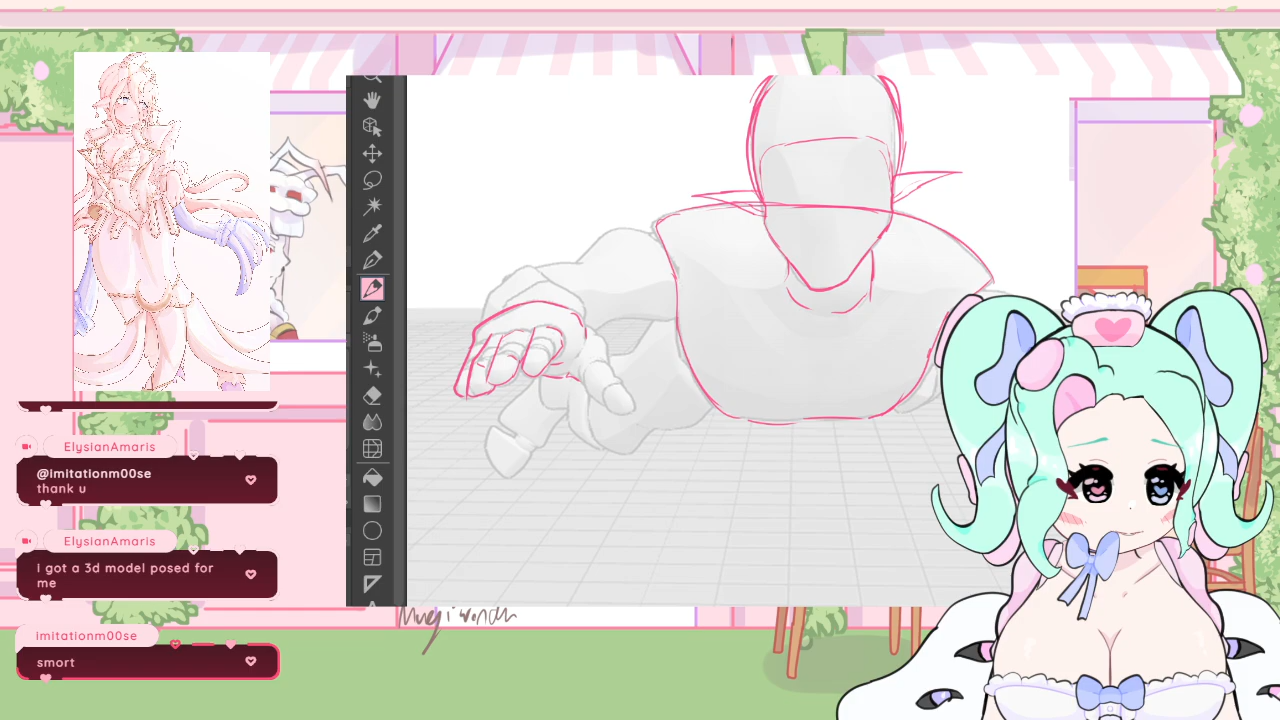 ElysianAmaris
@imitationm00se
thank u
ElysianAmaris
i got a 3d model posed for
me
imitationm00se
smort